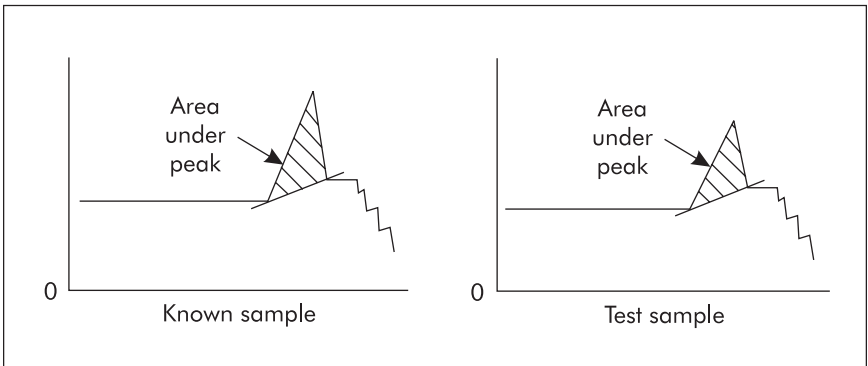 Area
under
peak
0
Known sample
Area
under
peak
0
Test sample